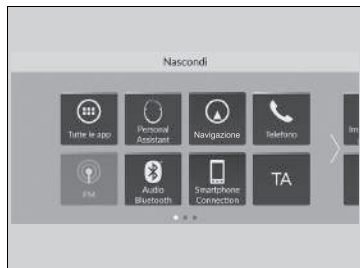 Nascondi
Tutte le app
Personal
Assistant
Navigazione
Telefono
FM
Audio
Bluetooth
Smartphone
Connection
TA